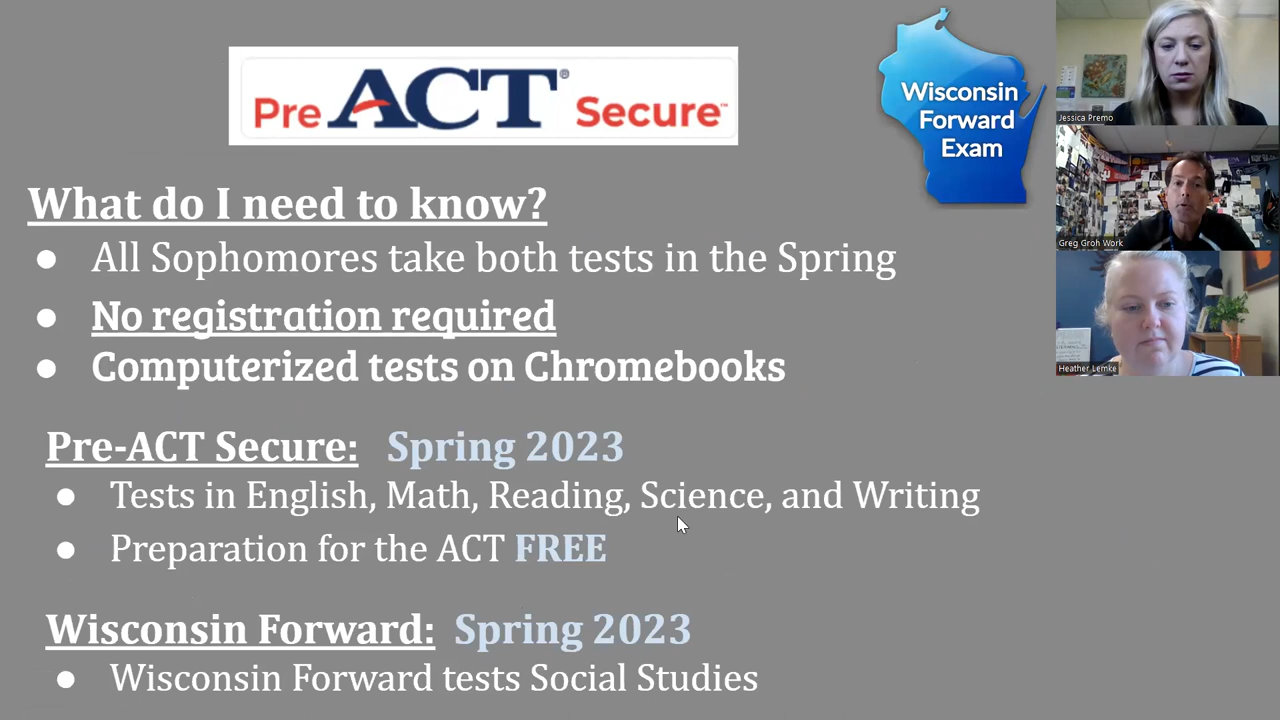 Pre ACT® Secure™
Wisconsin
Forward
Exam
Jessica Premo
Greg Groh Work
Heather Lemke
What do I need to know?
● All Sophomores take both tests in the Spring
● No registration required
● Computerized tests on Chromebooks
Pre-ACT Secure: Spring 2023
● Tests in English, Math, Reading, Science, and Writing
● Preparation for the ACT FREE
Wisconsin Forward: Spring 2023
● Wisconsin Forward tests Social Studies